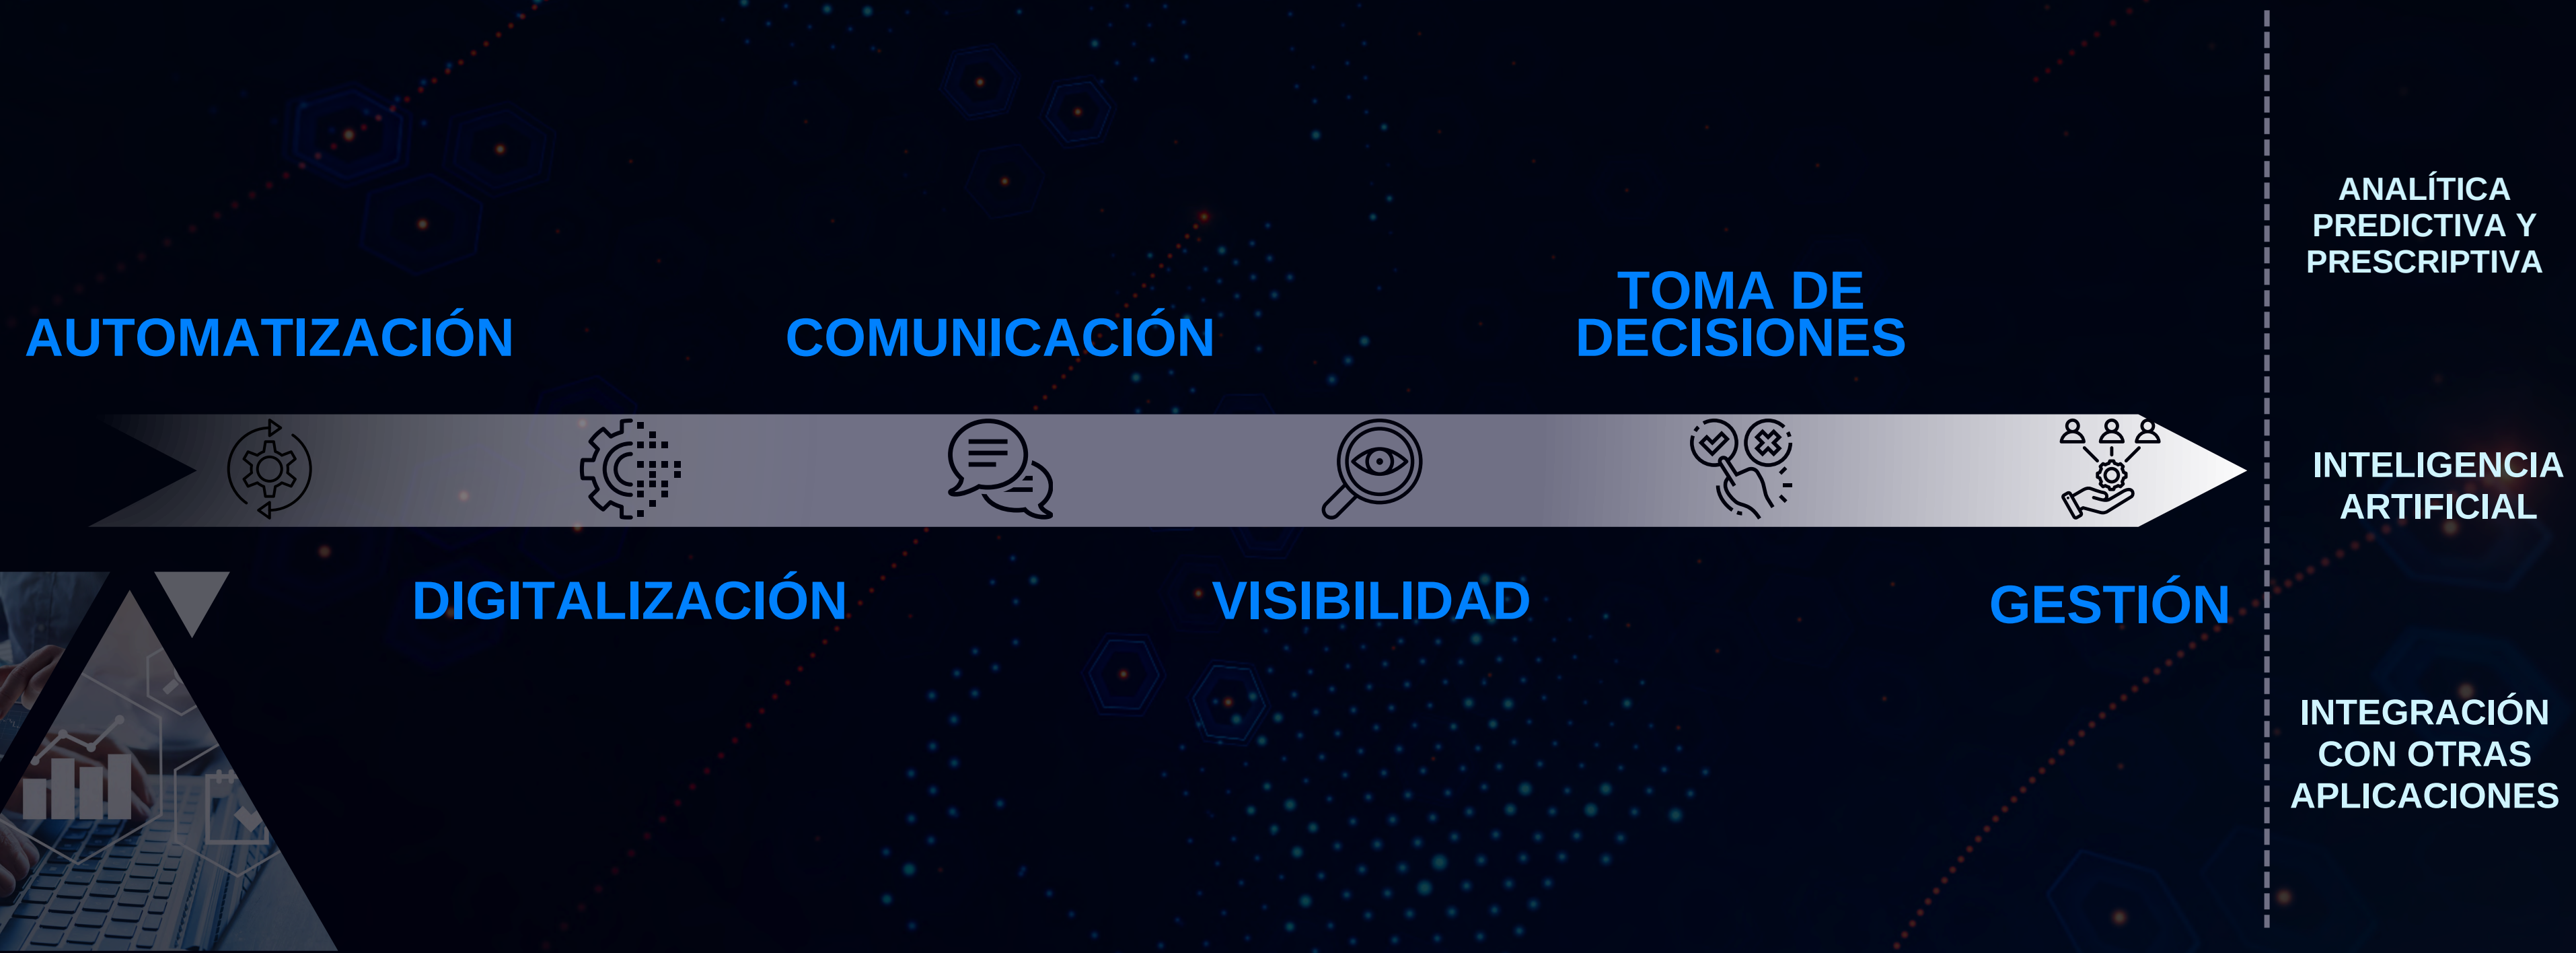 AUTOMATIZACIÓN
DIGITALIZACIÓN
COMUNICACIÓN
VISIBILIDAD
TOMA DE
DECISIONES
GESTIÓN
ANALÍTICA
PREDICTIVA Y
PRESCRIPTIVA
INTELIGENCIA
ARTIFICIAL
INTEGRACIÓN
CON OTRAS
APLICACIONES